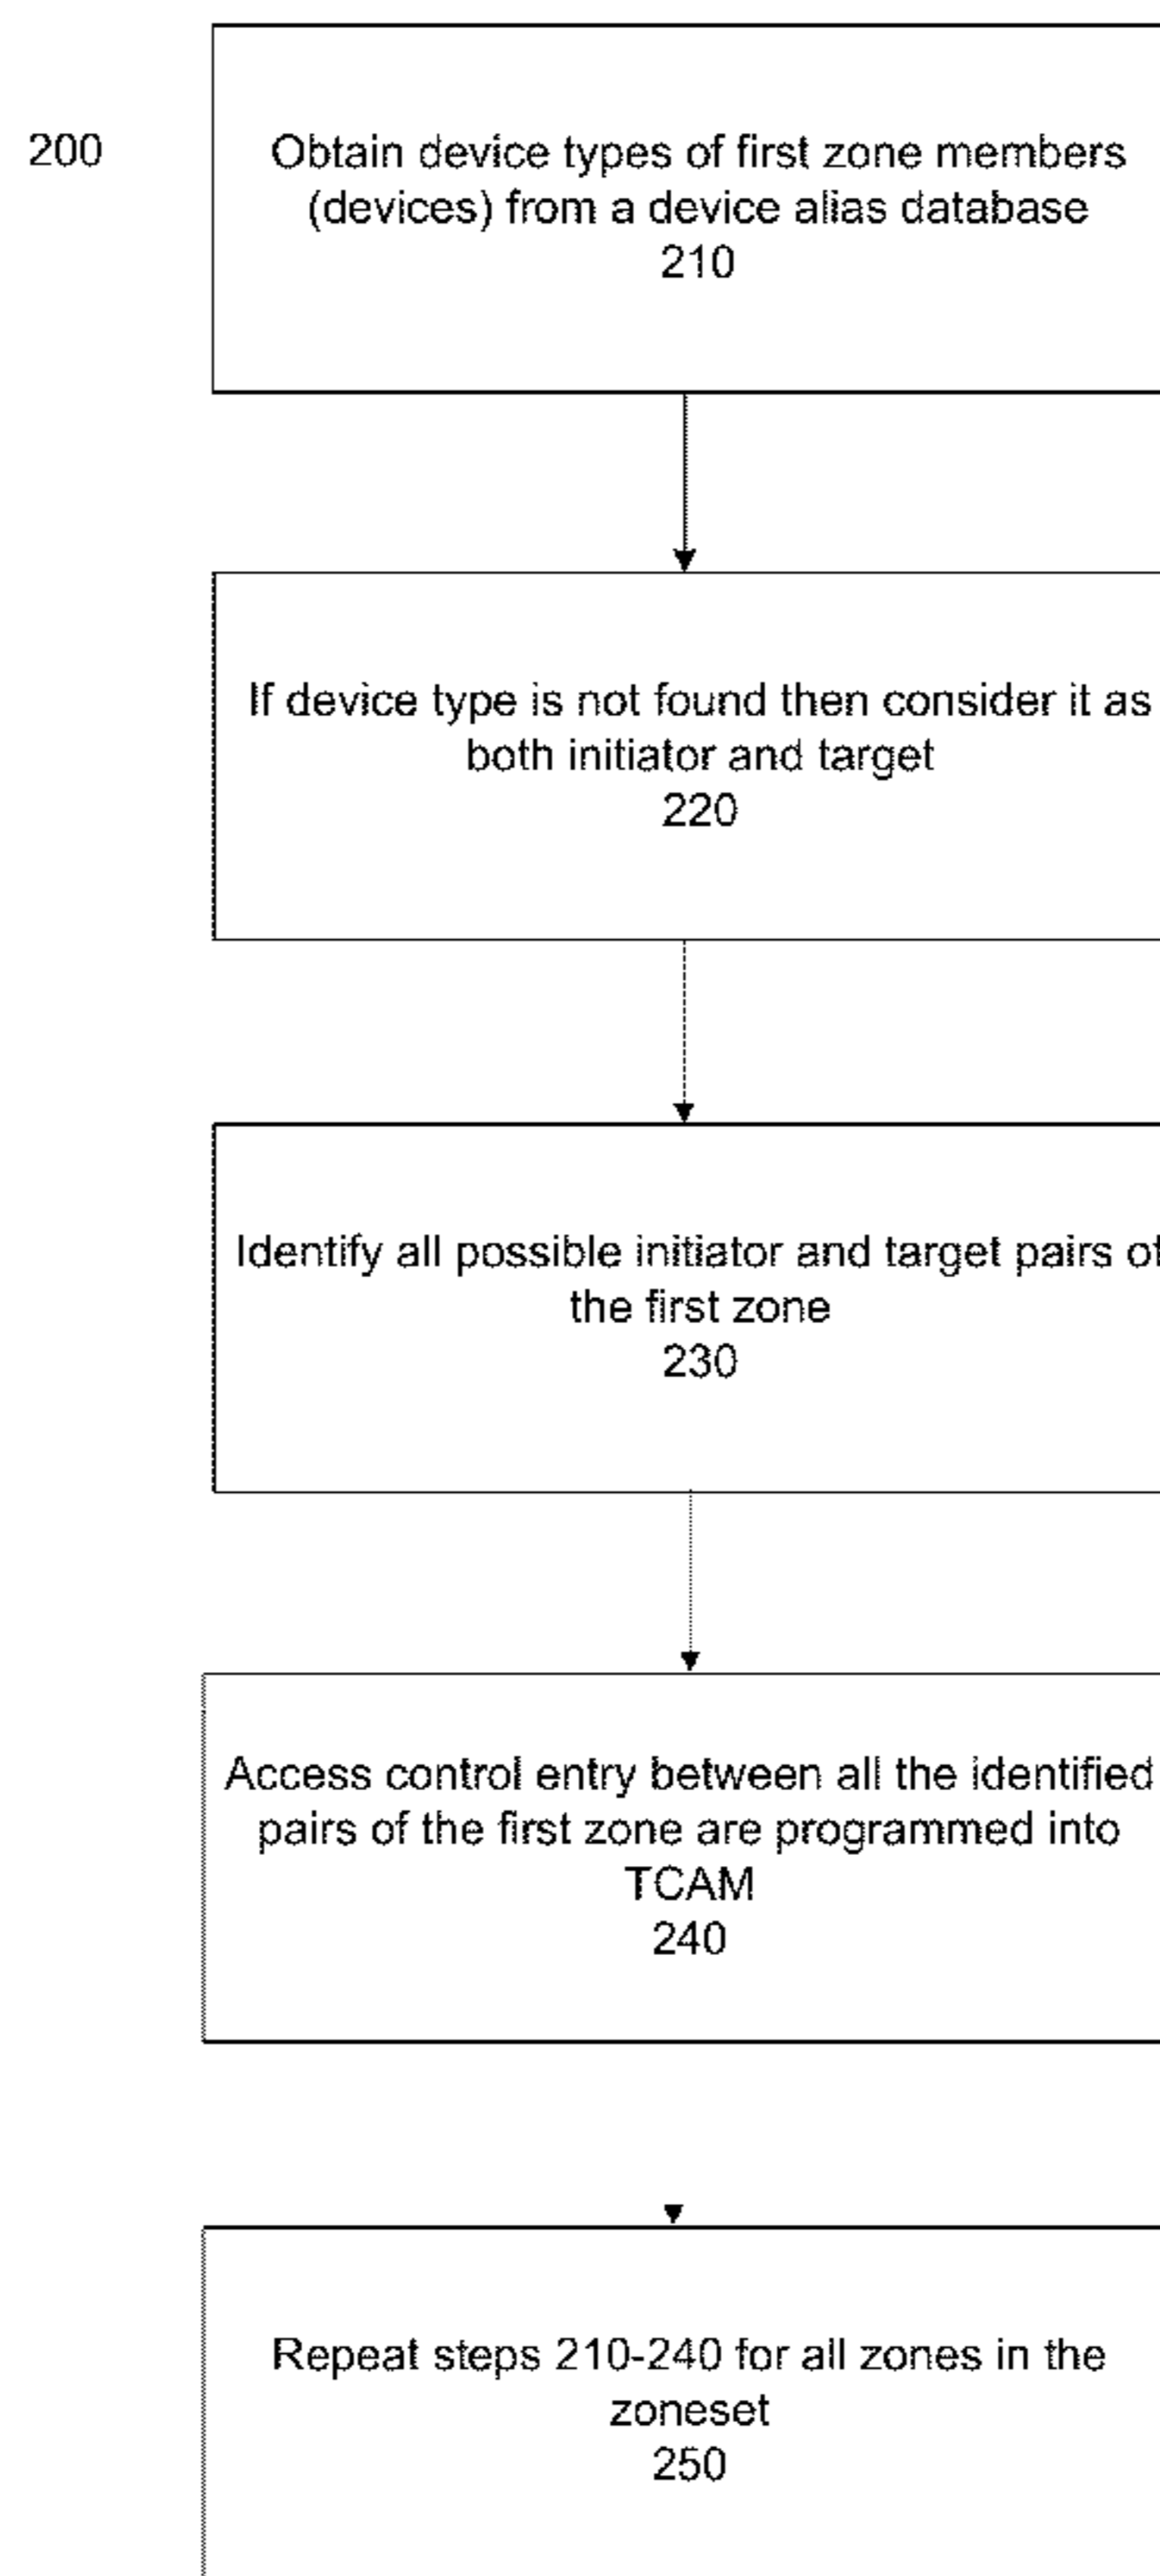 200
Obtain device types of first zone members
(devices) from a device alias database
210
If device type is not found then consider it as
both initiator and target
220
Identify all possible initiator and target pairs of
the first zone
230
Access control entry between all the identified
pairs of the first zone are programmed into
TCAM
240
Repeat steps 210-240 for all zones in the
zoneset
250